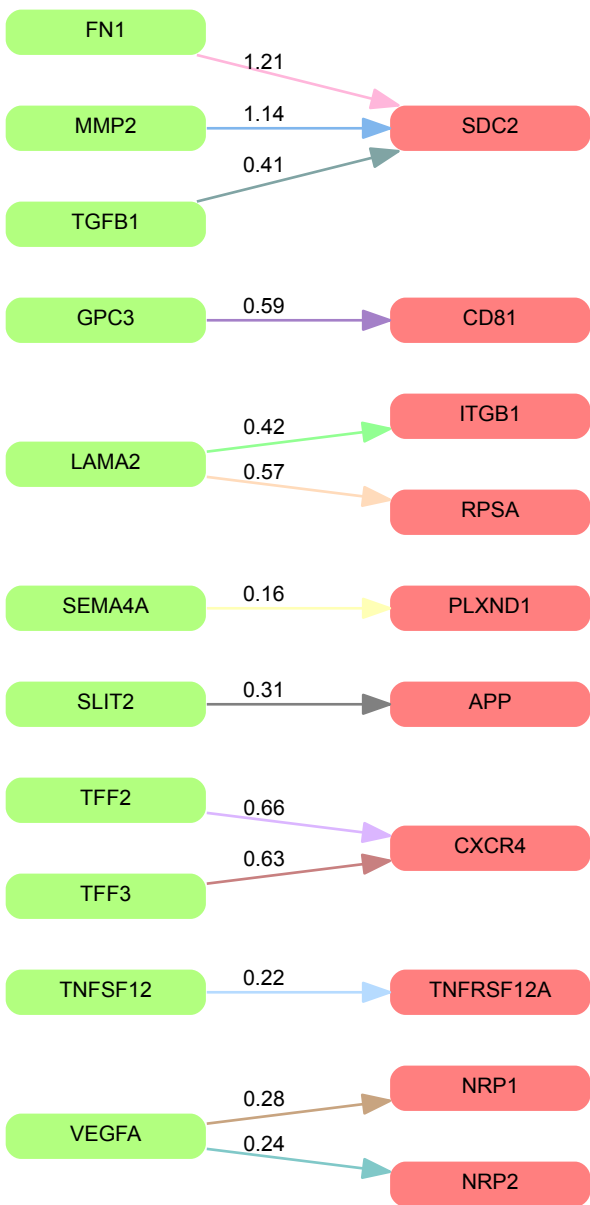 FN1
1.21
MMP2
1.14
SDC2
0.41
TGFB1
GPC3
0.59
CD81
ITGB1
0.42
LAMA2
0.57
RPSA
SEMA4A
0.16
PLXND1
SLIT2
0.31
APP
TFF2
0.66
CXCR4
0.63
TFF3
TNFSF12
0.22
TNFRSF12A
NRP1
0.28
VEGFA
0.24
NRP2